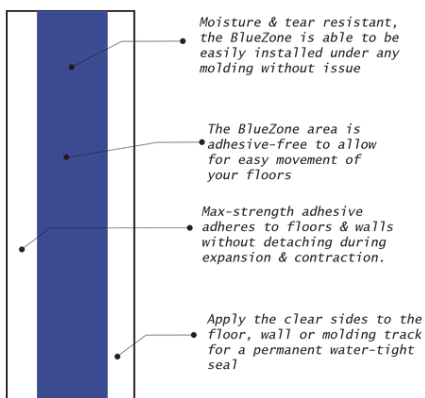 Moisture & tear resistant,
the BlueZone is able to be
easily installed under any
molding without issue
The BlueZone area is
adhesive-free to allow
for easy movement of
your floors
Max-strength adhesive
adheres to floors & walls
without detaching during
expansion & contraction.
Apply the clear sides to the
floor, wall or molding track
for a permanent water-tight
seal